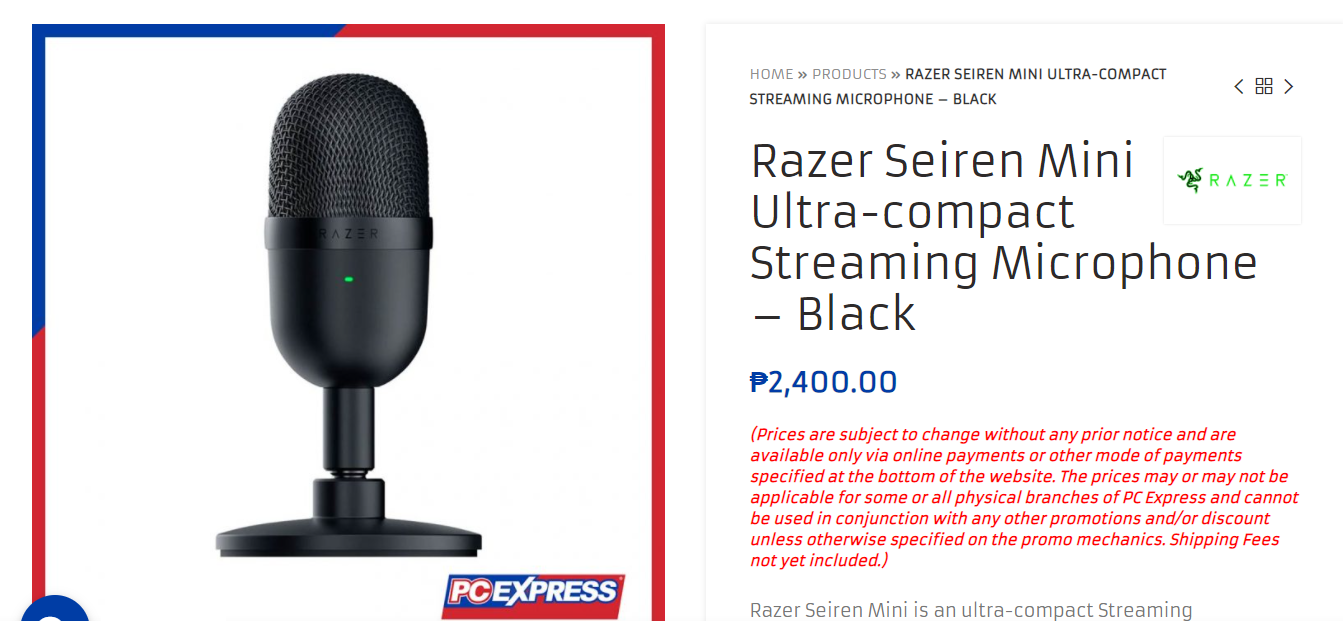 RAZER
PC EXPRESS
HOME » PRODUCTS » RAZER SEIREN MINI ULTRA-COMPACT
STREAMING MICROPHONE – BLACK
Razer Seiren Mini
Ultra-compact
Streaming Microphone
– Black
RAZER
₱2,400.00
(Prices are subject to change without any prior notice and are
available only via online payments or other mode of payments
specified at the bottom of the website. The prices may or may not be
applicable for some or all physical branches of PC Express and cannot
be used in conjunction with any other promotions and/or discount
unless otherwise specified on the promo mechanics. Shipping Fees
not yet included.)
Razer Seiren Mini is an ultra-compact Streaming